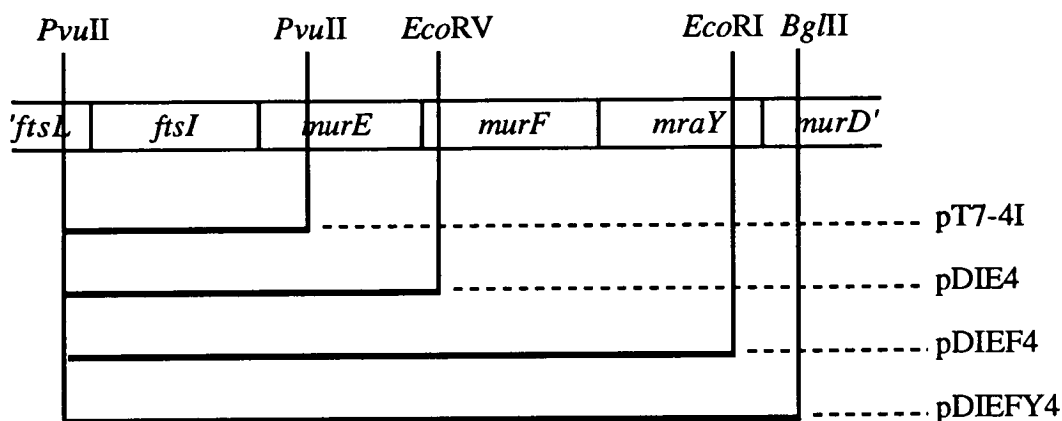 PvuII PvuII EcoRV EcoRI BglII
'ftsL ftsI murE murF mraY murD'
pT7-4I
pDIE4
pDIEF4
pDIEFY4